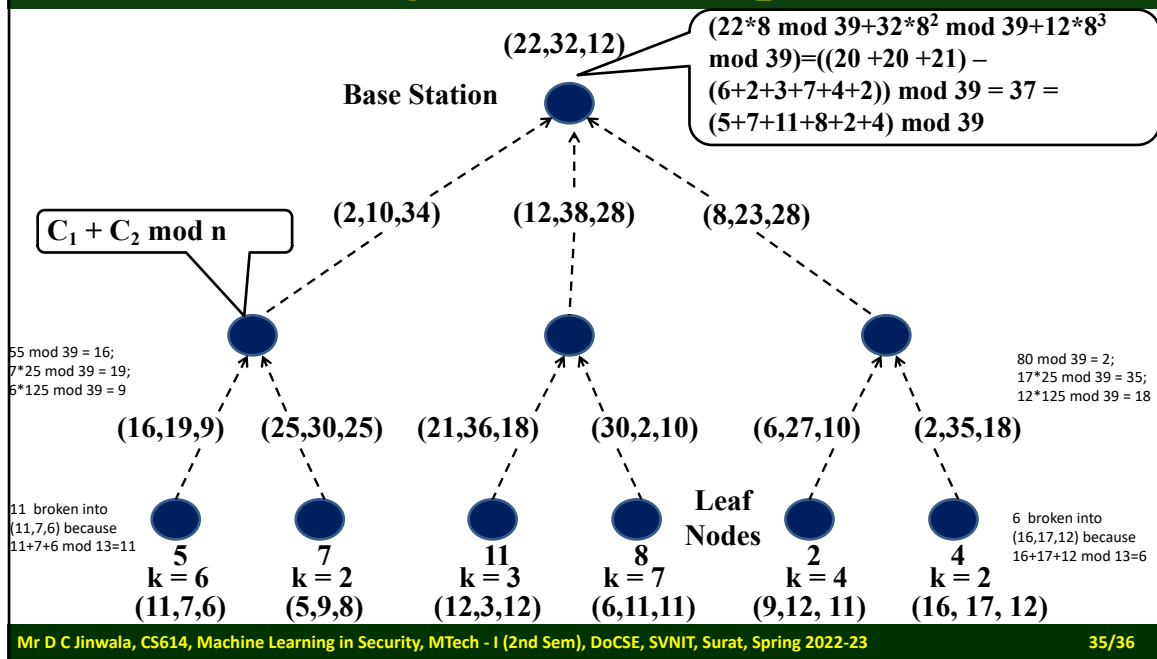 (22,32,12)
(22*8 mod 39+32*8² mod 39+12*8³
mod 39)=((20 +20 +21) –
(6+2+3+7+4+2)) mod 39 = 37 =
(5+7+11+8+2+4) mod 39
Base Station
C₁ + C₂ mod n
(2,10,34)
(12,38,28)
(8,23,28)
55 mod 39 = 16;
7*25 mod 39 = 19;
6*125 mod 39 = 9
80 mod 39 = 2;
17*25 mod 39 = 35;
12*125 mod 39 = 18
(16,19,9)
(25,30,25)
(21,36,18)
(30,2,10)
(6,27,10)
(2,35,18)
11 broken into
(11,7,6) because
11+7+6 mod 13=11
Leaf
Nodes
6 broken into
(16,17,12) because
16+17+12 mod 13=6
5
7
11
8
2
4
k = 6
k = 2
k = 3
k = 7
k = 4
k = 2
(11,7,6)
(5,9,8)
(12,3,12)
(6,11,11)
(9,12, 11)
(16, 17, 12)
Mr D C Jinwala, CS614, Machine Learning in Security, MTech - I (2nd Sem), DoCSE, SVNIT, Surat, Spring 2022-23
35/36